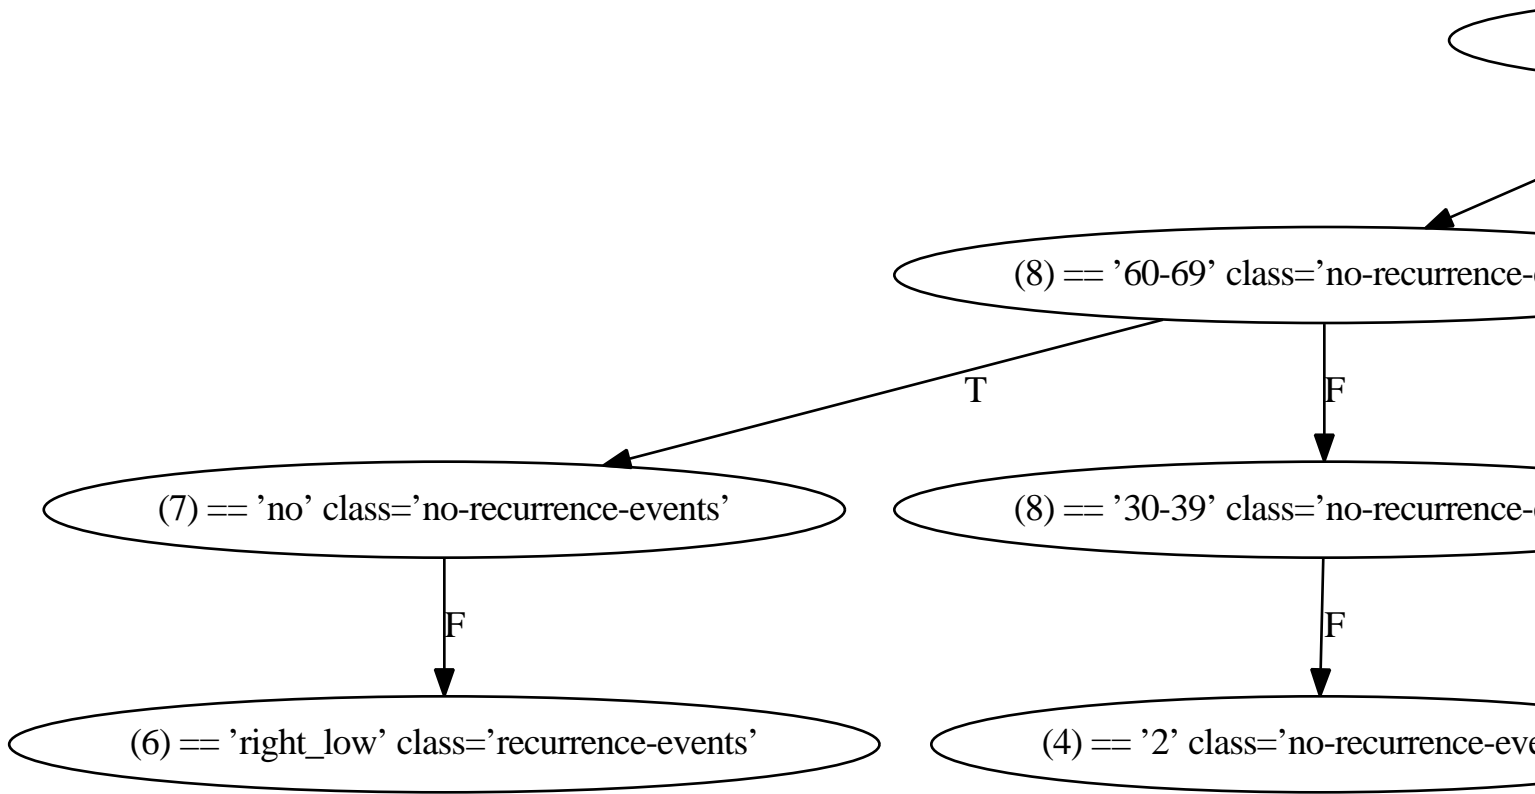 (8) == ’60-69’ class=’no-recurrence-
T
F
(7) == ’no’ class=’no-recurrence-events’
(8) == ’30-39’ class=’no-recurrence-
F
F
(6) == ’right_low’ class=’recurrence-events’
(4) == ’2’ class=’no-recurrence-eve